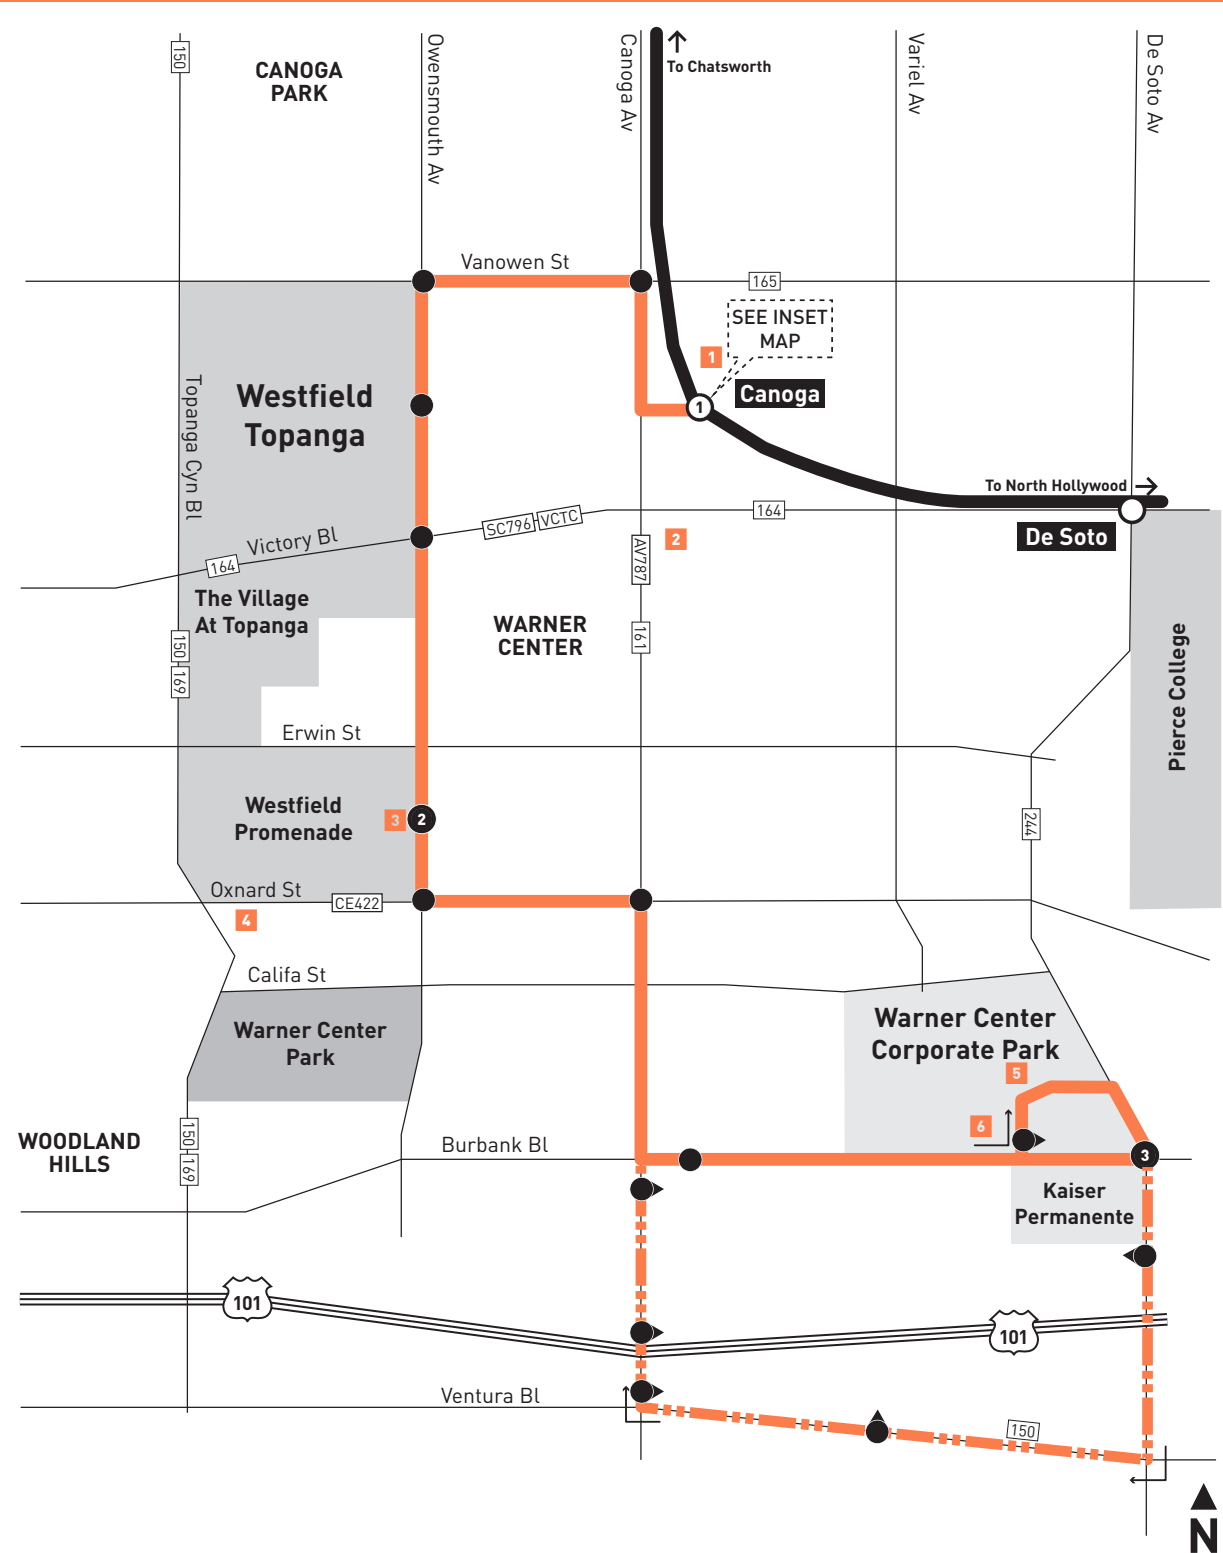 150
CANOGA
PARK
Owensmouth Av
Canoga Av
To Chatsworth
Variel Av
De Soto Av
Vanowen St
165
SEE INSET
MAP
1
Canoga
1
Westfield
Topanga
Topanga Cyn Bl
To North Hollywood
De Soto
164
SC796
VCTC
Victory Bl
164
AV787
2
The Village
At Topanga
WARNER
CENTER
161
150
169
Pierce College
Erwin St
Westfield
Promenade
3
2
244
Oxnard St
CE422
4
Califa St
Warner Center
Park
Warner Center
Corporate Park
5
6
WOODLAND
HILLS
150
169
Burbank Bl
3
Kaiser
Permanente
101
101
Ventura Bl
150
N